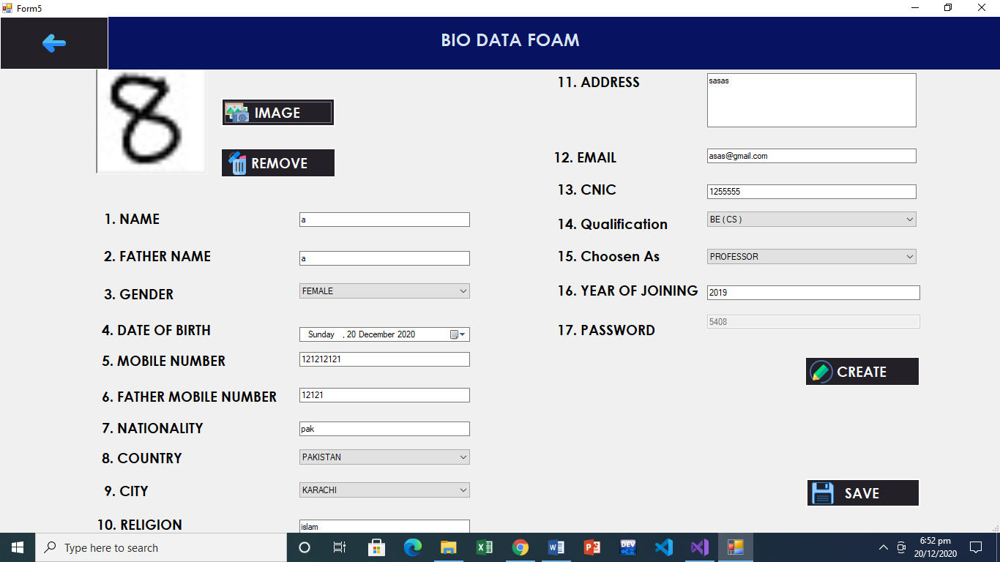 Form5
BIO DATA FOAM
8
IMAGE
REMOVE
1. NAME a
2. FATHER NAME a
3. GENDER FEMALE
4. DATE OF BIRTH Sunday , 20 December 2020
5. MOBILE NUMBER 121212121
6. FATHER MOBILE NUMBER 12121
7. NATIONALITY pak
8. COUNTRY PAKISTAN
9. CITY KARACHI
10. RELIGION islam
11. ADDRESS sasas
12. EMAIL asas@gmail.com
13. CNIC 1255555
14. Qualification BE ( CS )
15. Choosen As PROFESSOR
16. YEAR OF JOINING 2019
17. PASSWORD 5408
CREATE
SAVE
Type here to search
DEV
6:52 pm
20/12/2020